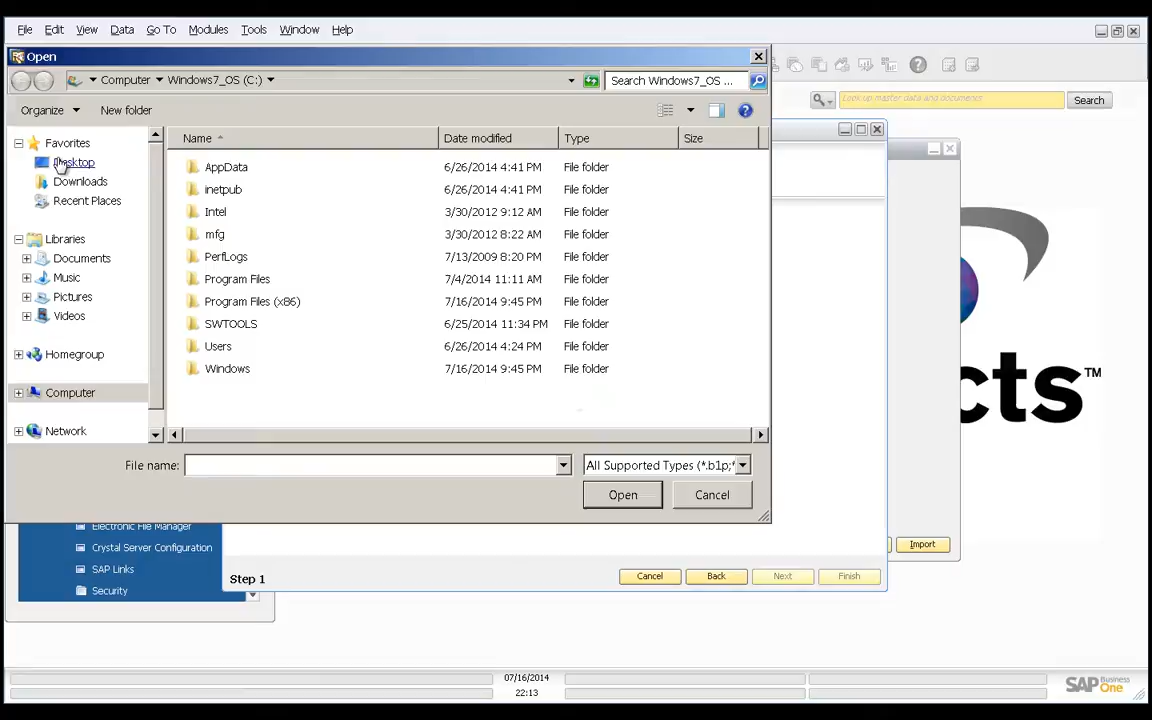 File Edit View Data Go To Modules Tools Window Help
Open
Computer Windows7_OS (C:) Search Windows7_OS ...
Organize New folder
Look up master data and documents Search
Name Date modified Type Size
Favorites
Desktop
Downloads
Recent Places
Libraries
Documents
Music
Pictures
Videos
Homegroup
Computer
Network
AppData 6/26/2014 4:41 PM File folder
inetpub 6/26/2014 4:41 PM File folder
Intel 3/30/2012 9:12 AM File folder
mfg 3/30/2012 8:22 AM File folder
PerfLogs 7/13/2009 8:20 PM File folder
Program Files 7/4/2014 11:11 AM File folder
Program Files (x86) 7/16/2014 9:45 PM File folder
SWTOOLS 6/25/2014 11:34 PM File folder
Users 6/26/2014 4:24 PM File folder
Windows 7/16/2014 9:45 PM File folder
File name: All Supported Types (*.b1p;*
Open Cancel
cts™
Electronic File Manager
Crystal Server Configuration
SAP Links
Security
Import
Step 1 Cancel Back Next Finish
07/16/2014
22:13
SAP Business One